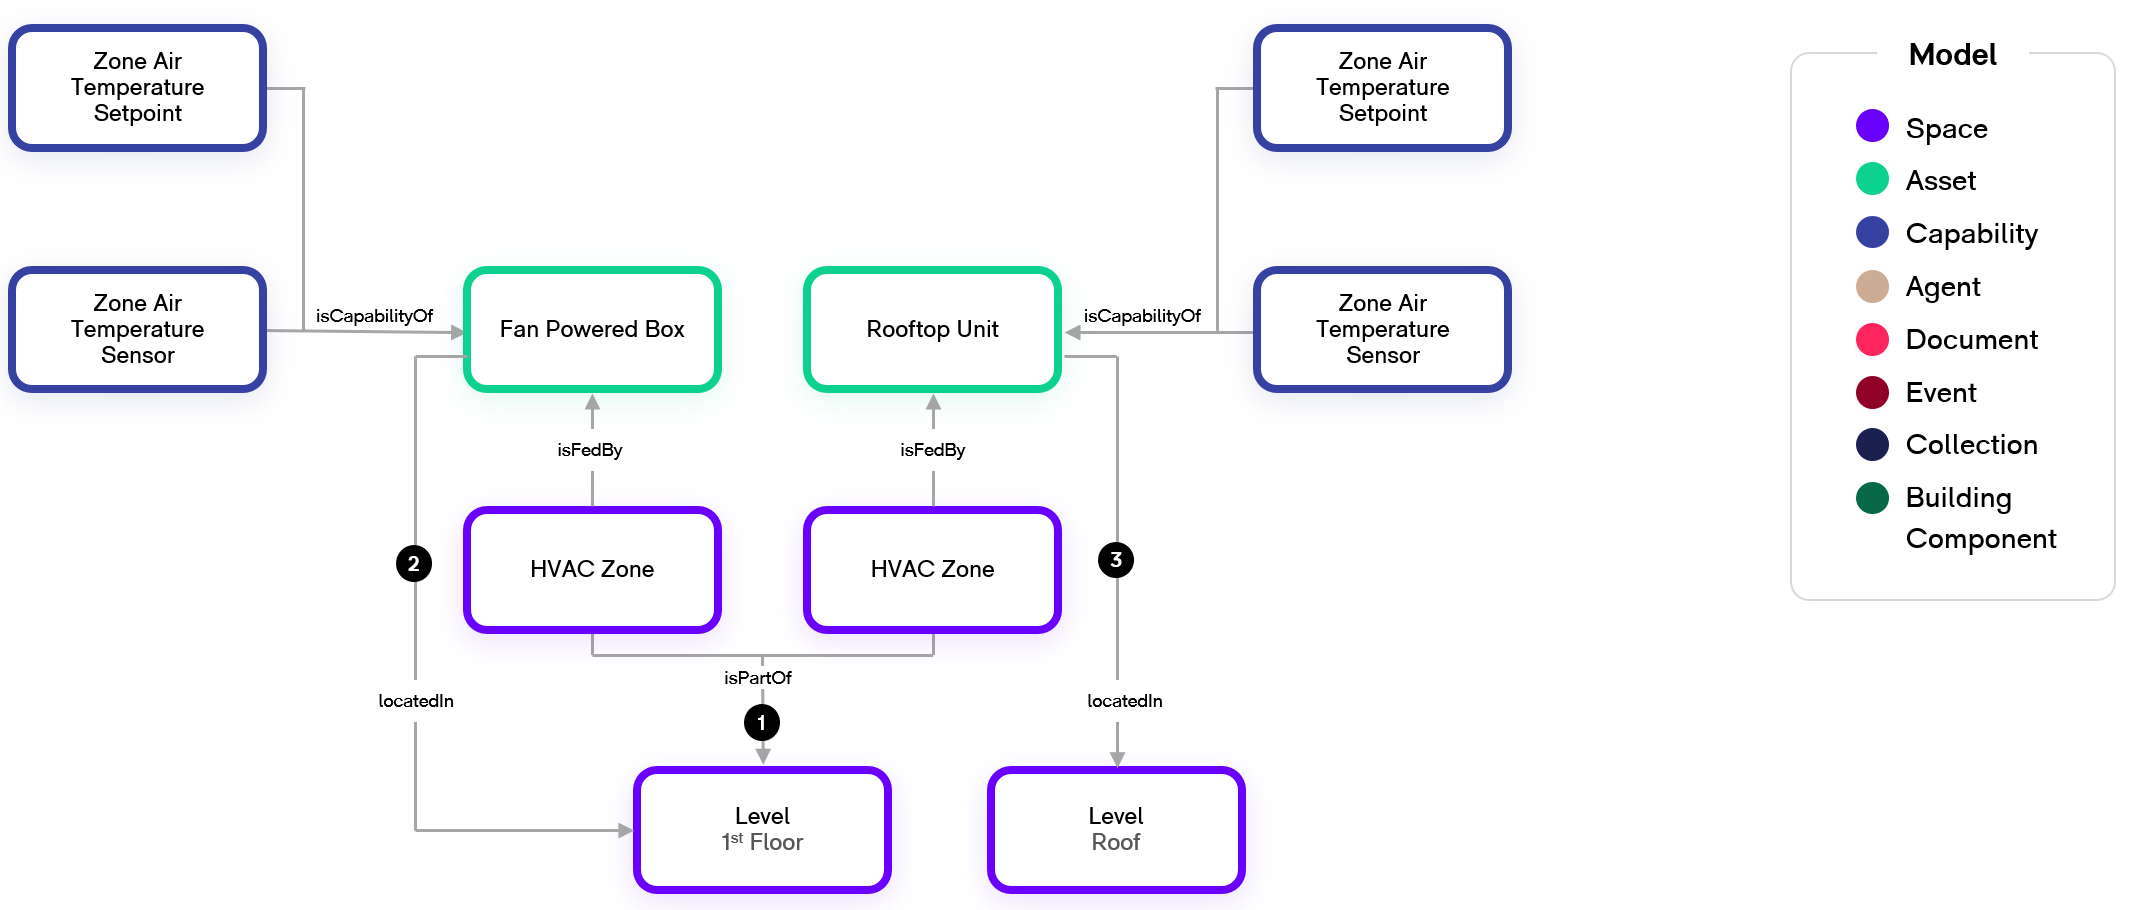 Zone Air
Temperature
Setpoint
Zone Air
Temperature
Setpoint
Zone Air
Temperature
Sensor
isCapabilityOf
Fan Powered Box
Rooftop Unit
isCapabilityOf
Zone Air
Temperature
Sensor
isFedBy
isFedBy
2
HVAC Zone
HVAC Zone
3
isPartOf
locatedIn
locatedIn
1
Level
1st Floor
Level
Roof
Model
Space
Asset
Capability
Agent
Document
Event
Collection
Building
Component